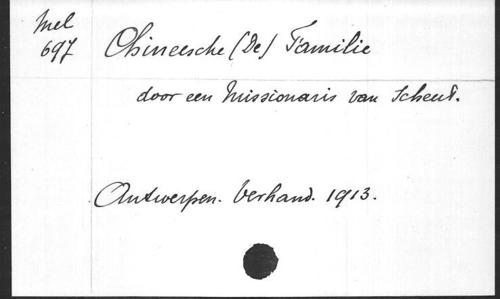 Mel
697
Chineesche (De) Familie
door een Missionaris van Scheut.
Antwerpen. Verhand. 1913.